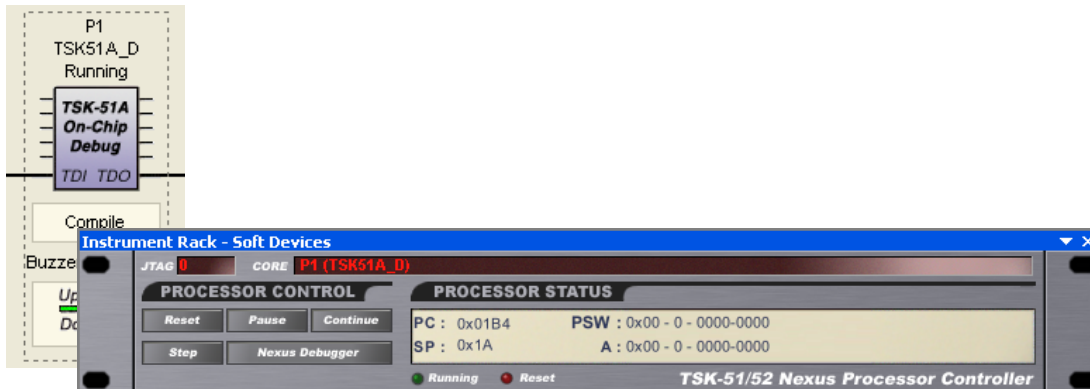 P1
TSK51A_D
Running
TSK-51A
On-Chip
Debug
TDI TDO
Compile
Instrument Rack - Soft Devices
JTAG 0 CORE P1 (TSK51A_D)
PROCESSOR CONTROL PROCESSOR STATUS
Reset Pause Continue
PC : 0x01B4 PSW : 0x00 - 0 - 0000-0000
Step Nexus Debugger
SP : 0x1A A : 0x00 - 0 - 0000-0000
Running Reset TSK-51/52 Nexus Processor Controller